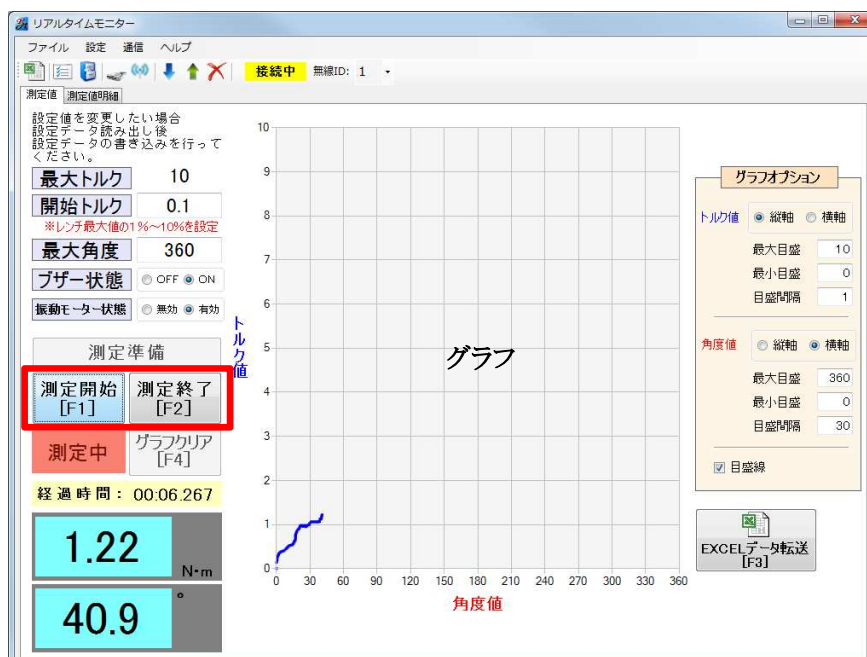 リアルタイムモニター
ファイル 設定 通信 ヘルプ
接続中 無線ID: 1
測定値 測定値明細
設定値を変更したい場合
設定データ読み出し後
設定データの書き込みを行って
ください。
最大トルク 10
開始トルク 0.1
※レンチ最大値の1%～10%を設定
最大角度 360
ブザー状態 OFF ON
振動モーター状態 無効 有効
測定準備
測定開始
[F1]
測定終了
[F2]
測定中
グラフクリア
[F4]
経過時間: 00:06.267
1.22
N・m
40.9
°
トルク値
10
9
8
7
6
5
4
3
2
1
0
グラフ
0 30 60 90 120 150 180 210 240 270 300 330 360
角度値
グラフオプション
トルク値 縦軸 横軸
最大目盛 10
最小目盛 0
目盛間隔 1
角度値 縦軸 横軸
最大目盛 360
最小目盛 0
目盛間隔 30
目盛線
EXCELデータ転送
[F3]